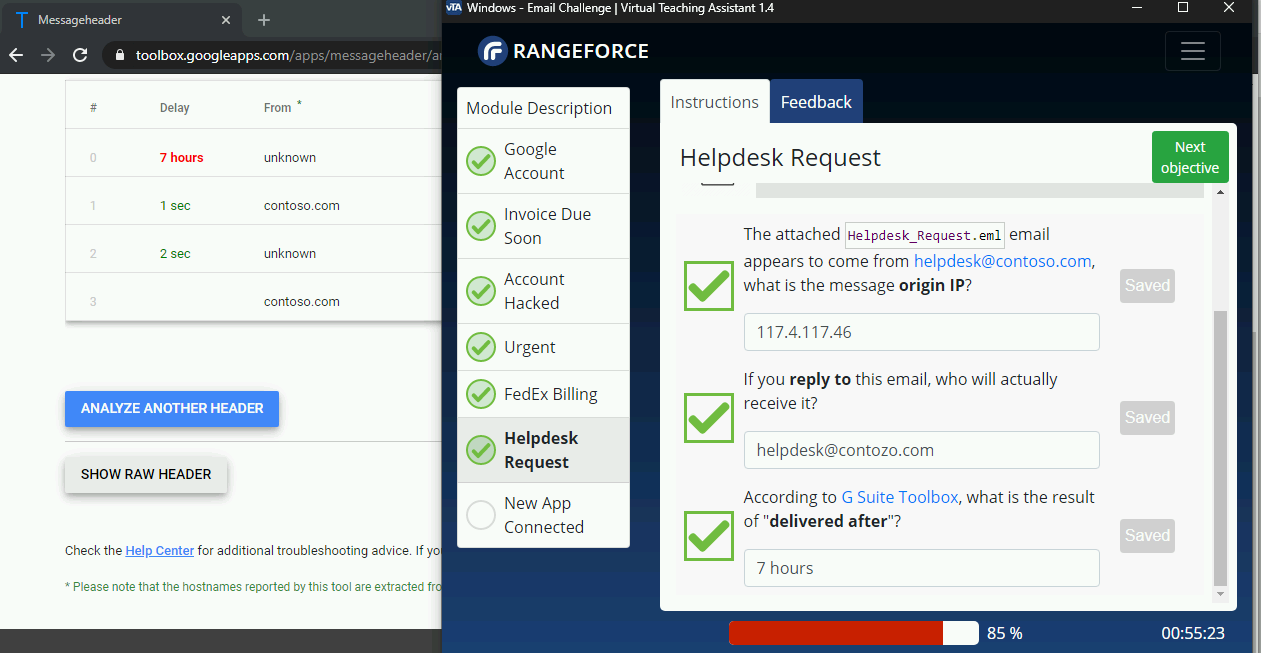 Messageheader
toolbox.googleapps.com/apps/messageheader/an
# Delay From *
0 7 hours unknown
1 1 sec contoso.com
2 2 sec unknown
3 contoso.com
ANALYZE ANOTHER HEADER
SHOW RAW HEADER
Check the Help Center for additional troubleshooting advice. If you
* Please note that the hostnames reported by this tool are extracted fro
vTA Windows - Email Challenge | Virtual Teaching Assistant 1.4
RANGEFORCE
Module Description
Google
Account
Invoice Due
Soon
Account
Hacked
Urgent
FedEx Billing
Helpdesk
Request
New App
Connected
Instructions
Feedback
Helpdesk Request
Next
objective
The attached Helpdesk_Request.eml email
appears to come from helpdesk@contoso.com,
what is the message origin IP?
Saved
117.4.117.46
If you reply to this email, who will actually
receive it?
Saved
helpdesk@contozo.com
According to G Suite Toolbox, what is the result
of "delivered after"?
Saved
7 hours
85 %
00:55:23